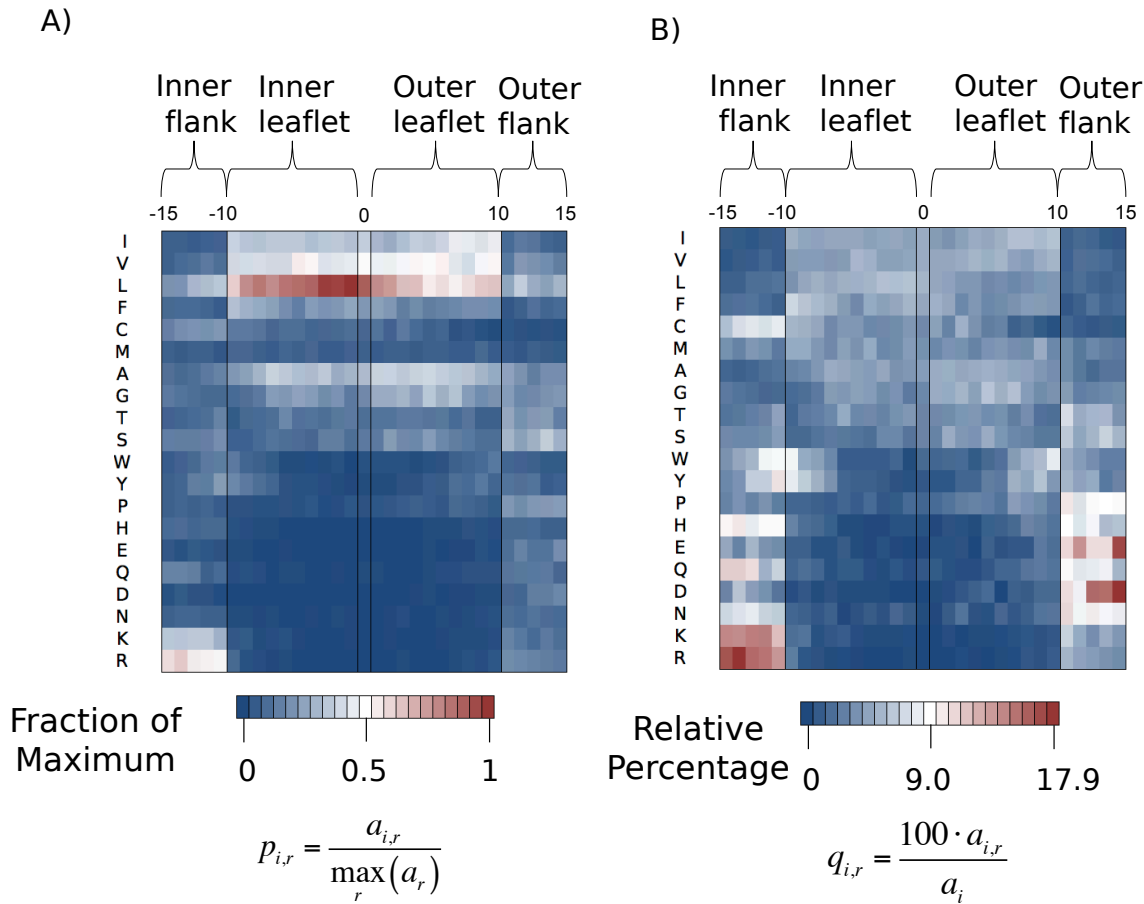 A)
Inner Inner Outer Outer
flank leaflet leaflet flank
-15 -10 0 10 15
I
V
L
F
C
M
A
G
T
S
W
Y
P
H
E
Q
D
N
K
R
Fraction of
Maximum
0 0.5 1
p_{i,r} = \frac{a_{i,r}}{\max_r(a_r)}
B)
Inner Inner Outer Outer
flank leaflet leaflet flank
-15 -10 0 10 15
I
V
L
F
C
M
A
G
T
S
W
Y
P
H
E
Q
D
N
K
R
Relative
Percentage
0 9.0 17.9
q_{i,r} = \frac{100 · a_{i,r}}{a_i}